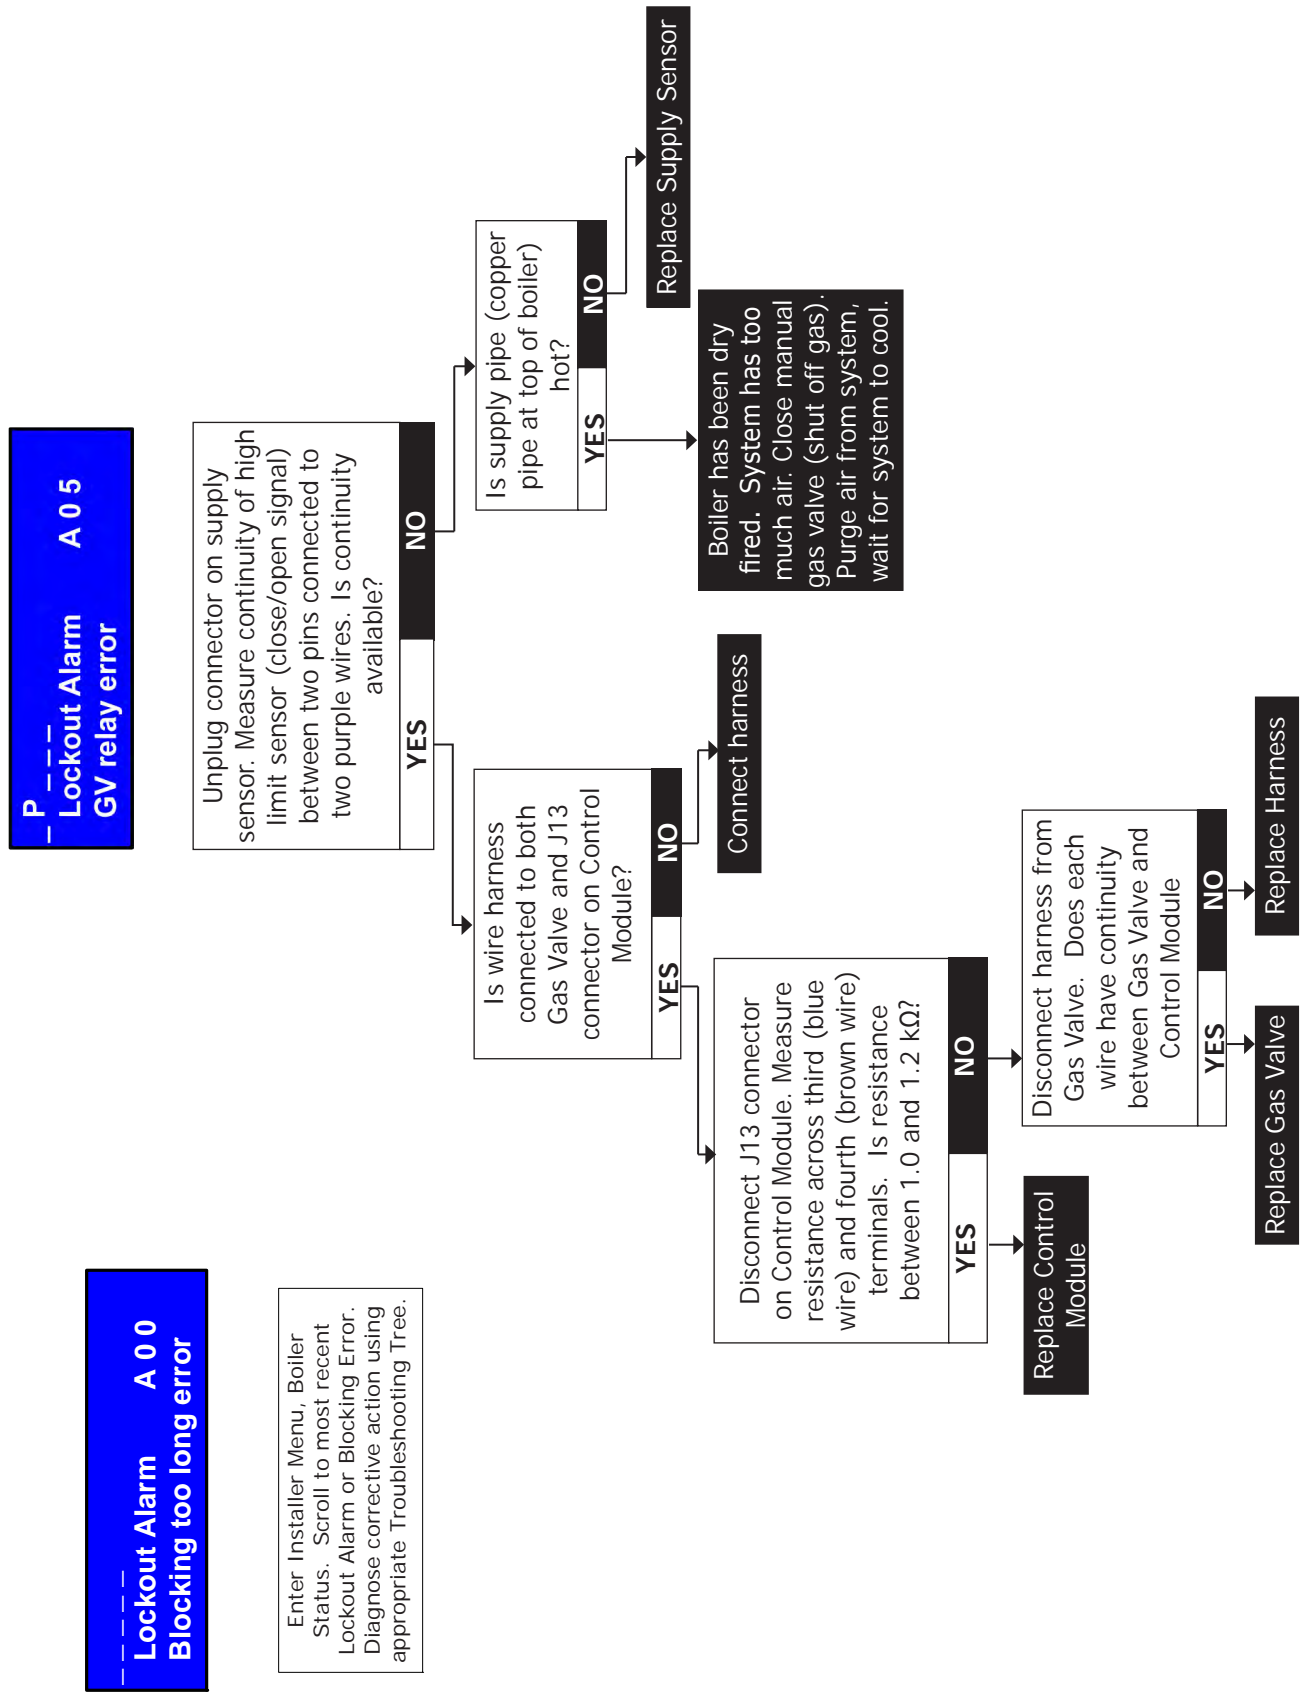 _ _ _ _ _
Lockout Alarm A 0 0
Blocking too long error
Enter Installer Menu, Boiler
Status. Scroll to most recent
Lockout Alarm or Blocking Error.
Diagnose corrective action using
appropriate Troubleshooting Tree.
_ P _ _ _
Lockout Alarm A 0 5
GV relay error
Unplug connector on supply
sensor. Measure continuity of high
limit sensor (close/open signal)
between two pins connected to
two purple wires. Is continuity
available?
YES
NO
Is wire harness
connected to both
Gas Valve and J13
connector on Control
Module?
YES
NO
Is supply pipe (copper
pipe at top of boiler)
hot?
YES
NO
Replace Supply Sensor
Boiler has been dry
fired. System has too
much air. Close manual
gas valve (shut off gas).
Purge air from system,
wait for system to cool.
Connect harness
Disconnect J13 connector
on Control Module. Measure
resistance across third (blue
wire) and fourth (brown wire)
terminals. Is resistance
between 1.0 and 1.2 kΩ?
YES
NO
Replace Control
Module
Disconnect harness from
Gas Valve. Does each
wire have continuity
between Gas Valve and
Control Module
YES
NO
Replace Gas Valve
Replace Harness